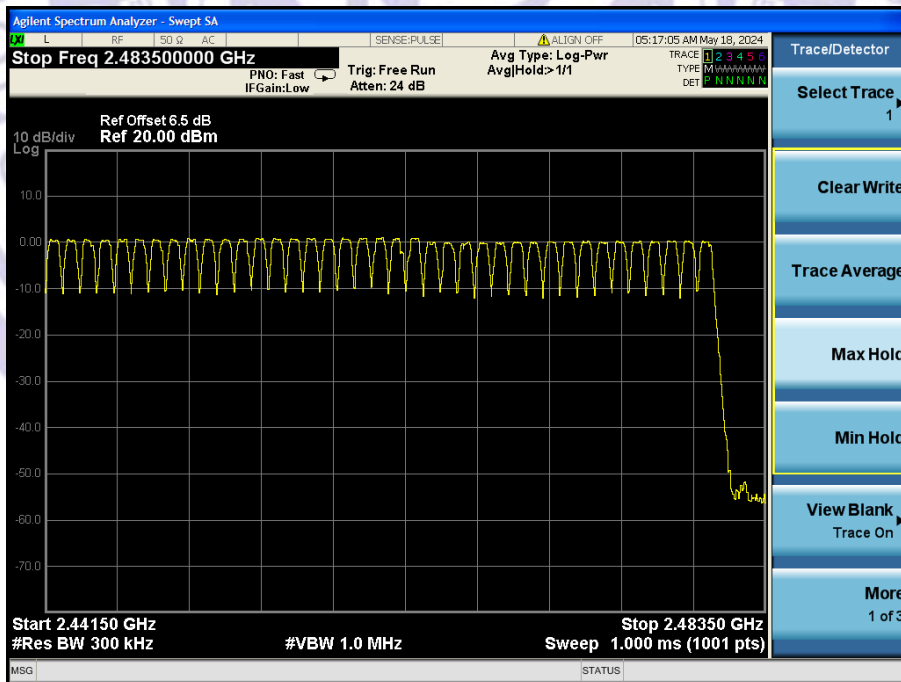 Agilent Spectrum Analyzer - Swept SA
LXI L RF 50 Ω AC SENSE:PULSE ALIGN OFF 05:17:05 AM May 18, 2024
Stop Freq 2.483500000 GHz
PNO: Fast
IFGain:Low
Trig: Free Run
Atten: 24 dB
Avg Type: Log-Pwr
Avg|Hold:>1/1
TRACE 1 2 3 4 5 6
TYPE M WWWWW
DET P N N N N N
Ref Offset 6.5 dB
10 dB/div Ref 20.00 dBm
Log
10.0
0.00
-10.0
-20.0
-30.0
-40.0
-50.0
-60.0
-70.0
Start 2.44150 GHz Stop 2.48350 GHz
#Res BW 300 kHz #VBW 1.0 MHz Sweep 1.000 ms (1001 pts)
MSG STATUS
Trace/Detector
Select Trace
1
Clear Write
Trace Average
Max Hold
Min Hold
View Blank
Trace On
More
1 of 3